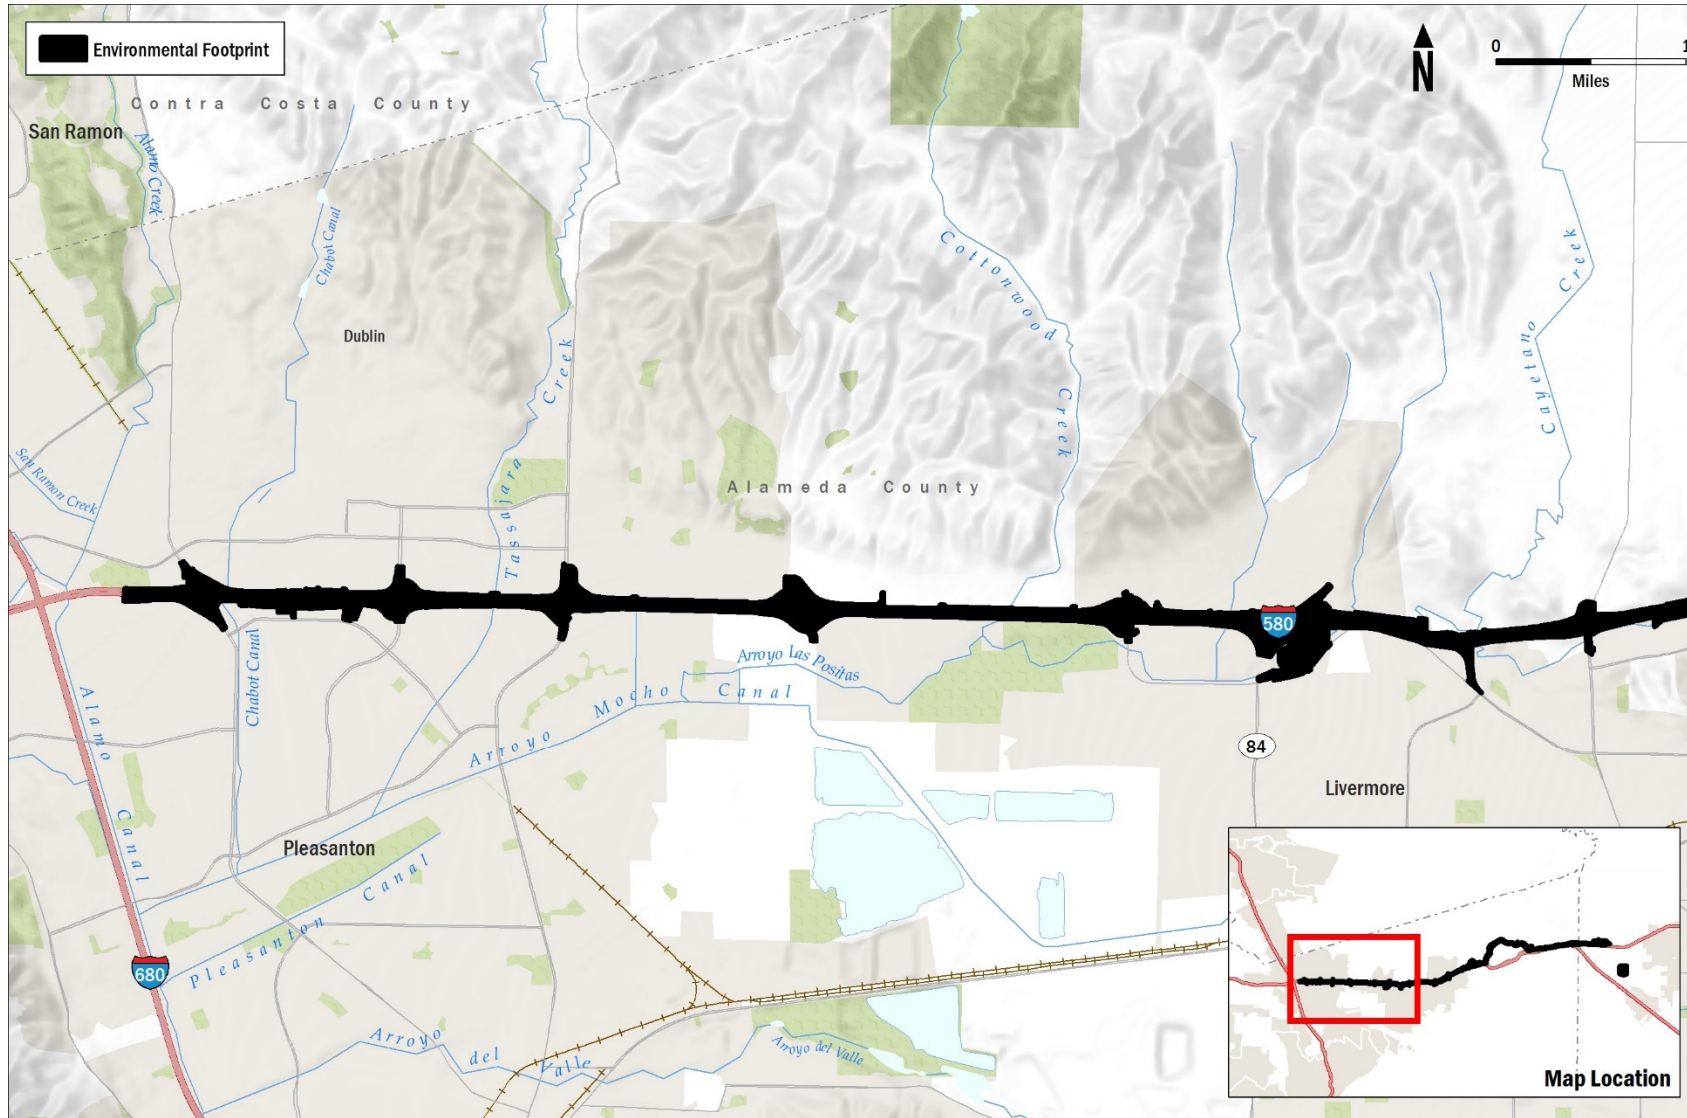 Environmental Footprint
N
0 1
Miles
Contra Costa County
San Ramon
Alamo Creek
Chabot Canal
Dublin
Tassajara Creek
Cottonwood Creek
Cayetano Creek
San Ramon Creek
Alameda County
580
Chabot Canal
Arroyo Las Positas
Arroyo Mocho Canal
Alamo Canal
84
Livermore
Pleasanton
Pleasanton Canal
680
Arroyo del Valle
Arroyo del Valle
Map Location